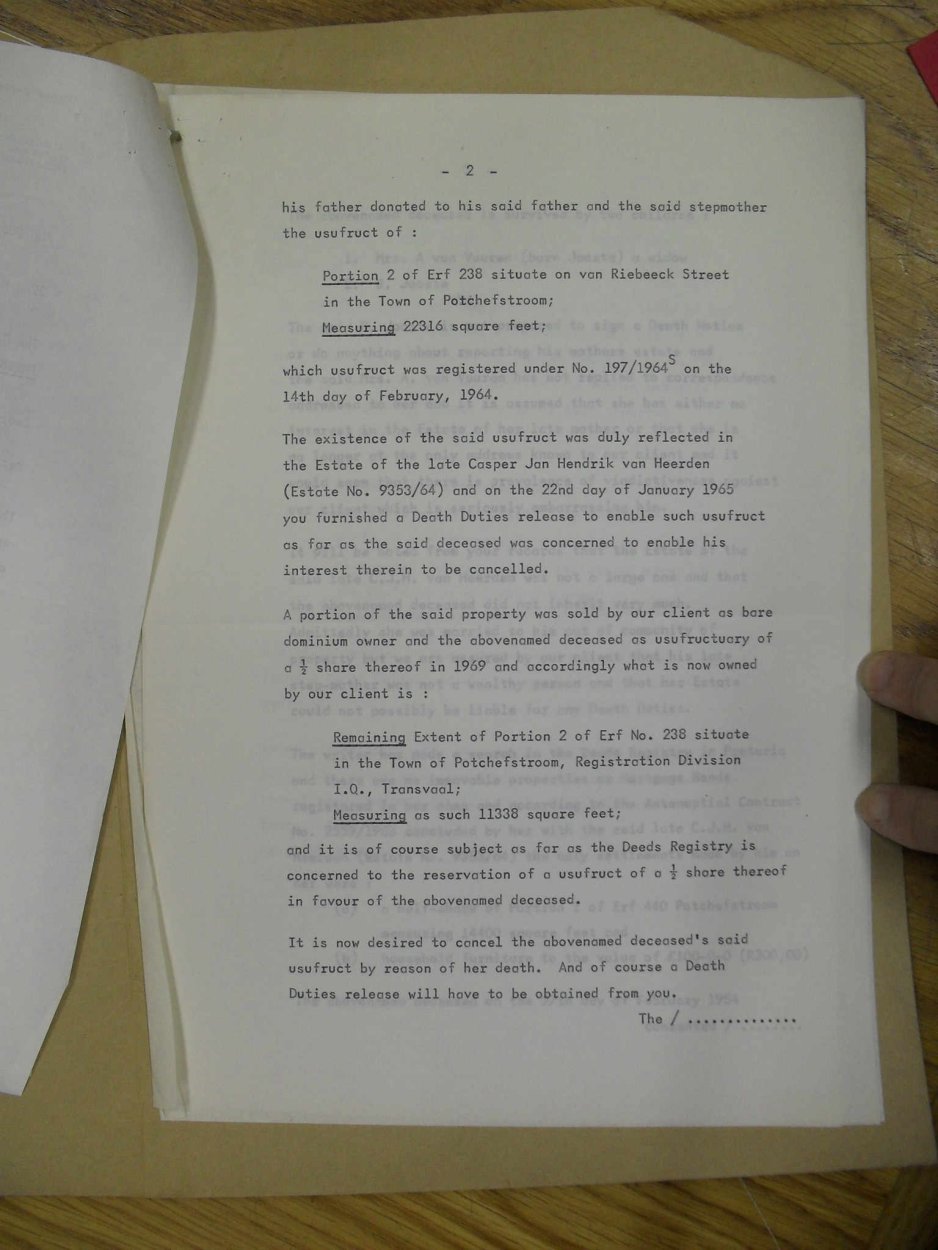 - 2 -
his father donated to his said father and the said stepmother
the usufruct of :
Portion 2 of Erf 238 situate on van Riebeeck Street
in the Town of Potchefstroom;
Measuring 22316 square feet;
which usufruct was registered under No. 197/1964S on the
14th day of February, 1964.
The existence of the said usufruct was duly reflected in
the Estate of the late Casper Jan Hendrik van Heerden
(Estate No. 9353/64) and on the 22nd day of January 1965
you furnished a Death Duties release to enable such usufruct
as far as the said deceased was concerned to enable his
interest therein to be cancelled.
A portion of the said property was sold by our client as bare
dominium owner and the abovenamed deceased as usufructuary of
a ½ share thereof in 1969 and accordingly what is now owned
by our client is :
Remaining Extent of Portion 2 of Erf No. 238 situate
in the Town of Potchefstroom, Registration Division
I.Q., Transvaal;
Measuring as such 11338 square feet;
and it is of course subject as far as the Deeds Registry is
concerned to the reservation of a usufruct of a ½ share thereof
in favour of the abovenamed deceased.
It is now desired to cancel the abovenamed deceased's said
usufruct by reason of her death. And of course a Death
Duties release will have to be obtained from you.
The / ..............